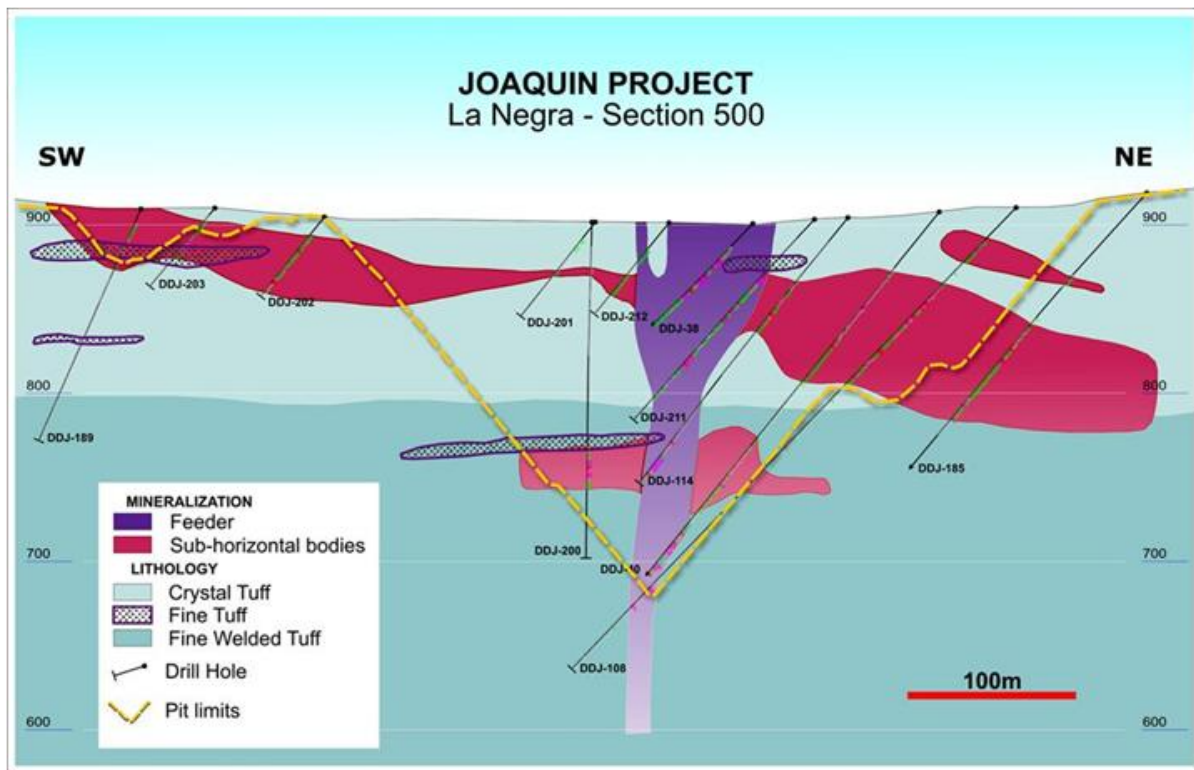 JOAQUIN PROJECT
La Negra - Section 500
SW
NE
900
900
DDJ-203
DDJ-202
DDJ-201
DDJ-212
DDJ-38
800
800
DDJ-211
DDJ-189
DDJ-185
DDJ-114
MINERALIZATION
Feeder
Sub-horizontal bodies
LITHOLOGY
Crystal Tuff
Fine Tuff
Fine Welded Tuff
Drill Hole
Pit limits
DDJ-200
700
700
DDJ-10
DDJ-108
100m
600
600